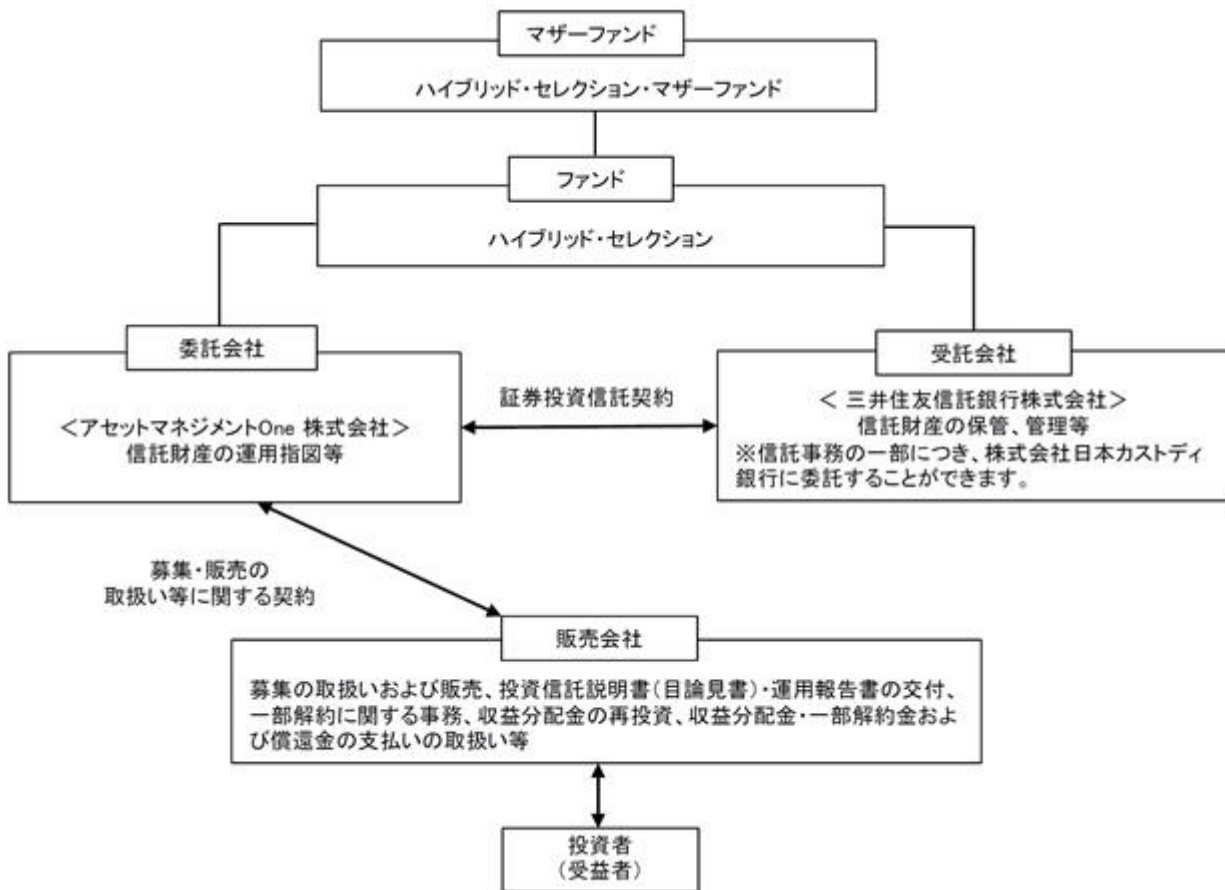 マザーファンド
ハイブリッド・セレクション・マザーファンド
ファンド
ハイブリッド・セレクション
委託会社
＜アセットマネジメントOne 株式会社＞
信託財産の運用指図等
証券投資信託契約
受託会社
＜ 三井住友信託銀行株式会社＞
信託財産の保管、管理等
※信託事務の一部につき、株式会社日本カストディ
銀行に委託することができます。
募集・販売の
取扱い等に関する契約
販売会社
募集の取扱いおよび販売、投資信託説明書（目論見書）・運用報告書の交付、
一部解約に関する事務、収益分配金の再投資、収益分配金・一部解約金およ
び償還金の支払いの取扱い等
投資者
（受益者）